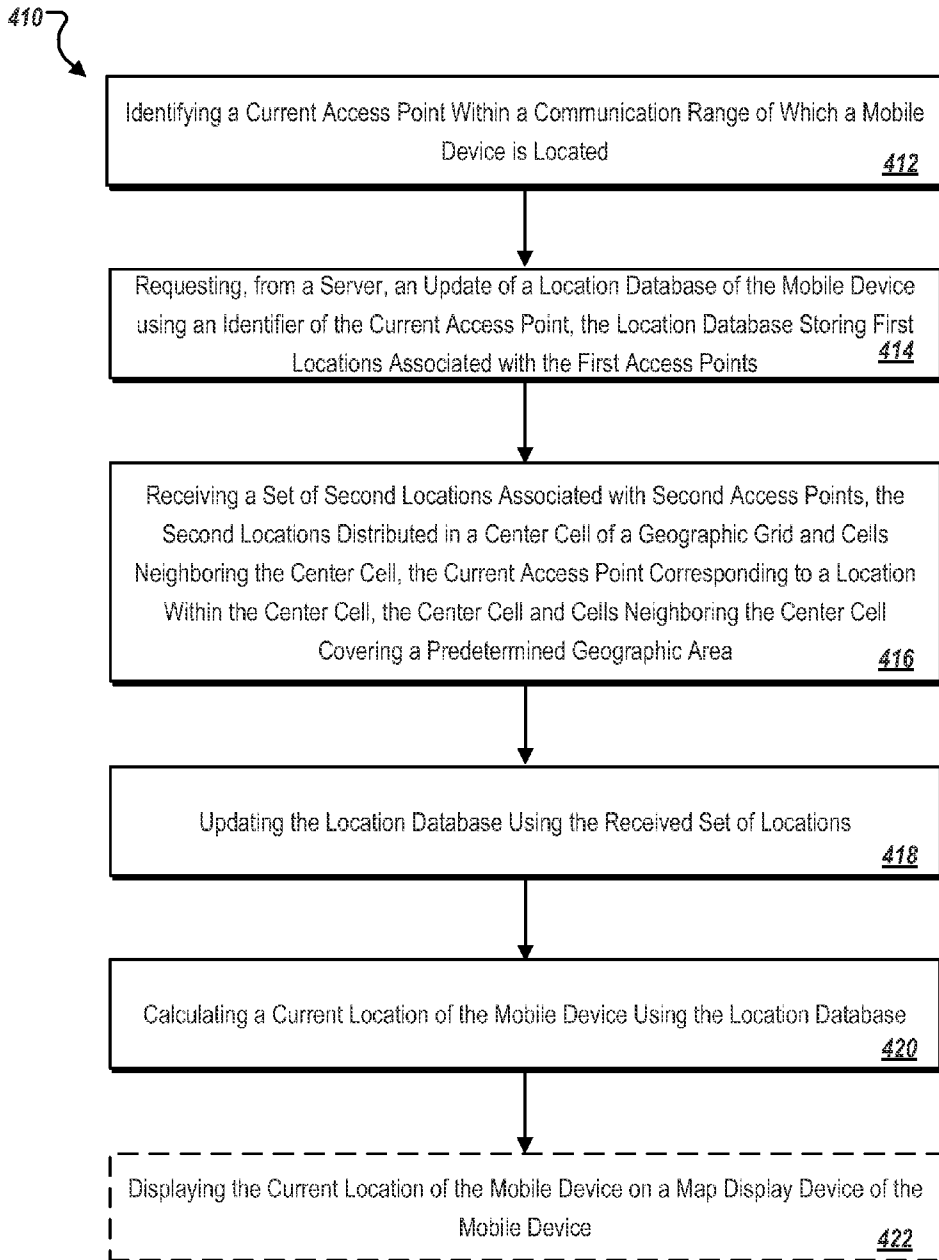 410
Identifying a Current Access Point Within a Communication Range of Which a Mobile
Device is Located
412
Requesting, from a Server, an Update of a Location Database of the Mobile Device
using an Identifier of the Current Access Point, the Location Database Storing First
Locations Associated with the First Access Points
414
Receiving a Set of Second Locations Associated with Second Access Points, the
Second Locations Distributed in a Center Cell of a Geographic Grid and Cells
Neighboring the Center Cell, the Current Access Point Corresponding to a Location
Within the Center Cell, the Center Cell and Cells Neighboring the Center Cell
Covering a Predetermined Geographic Area
416
Updating the Location Database Using the Received Set of Locations
418
Calculating a Current Location of the Mobile Device Using the Location Database
420
Displaying the Current Location of the Mobile Device on a Map Display Device of the
Mobile Device
422